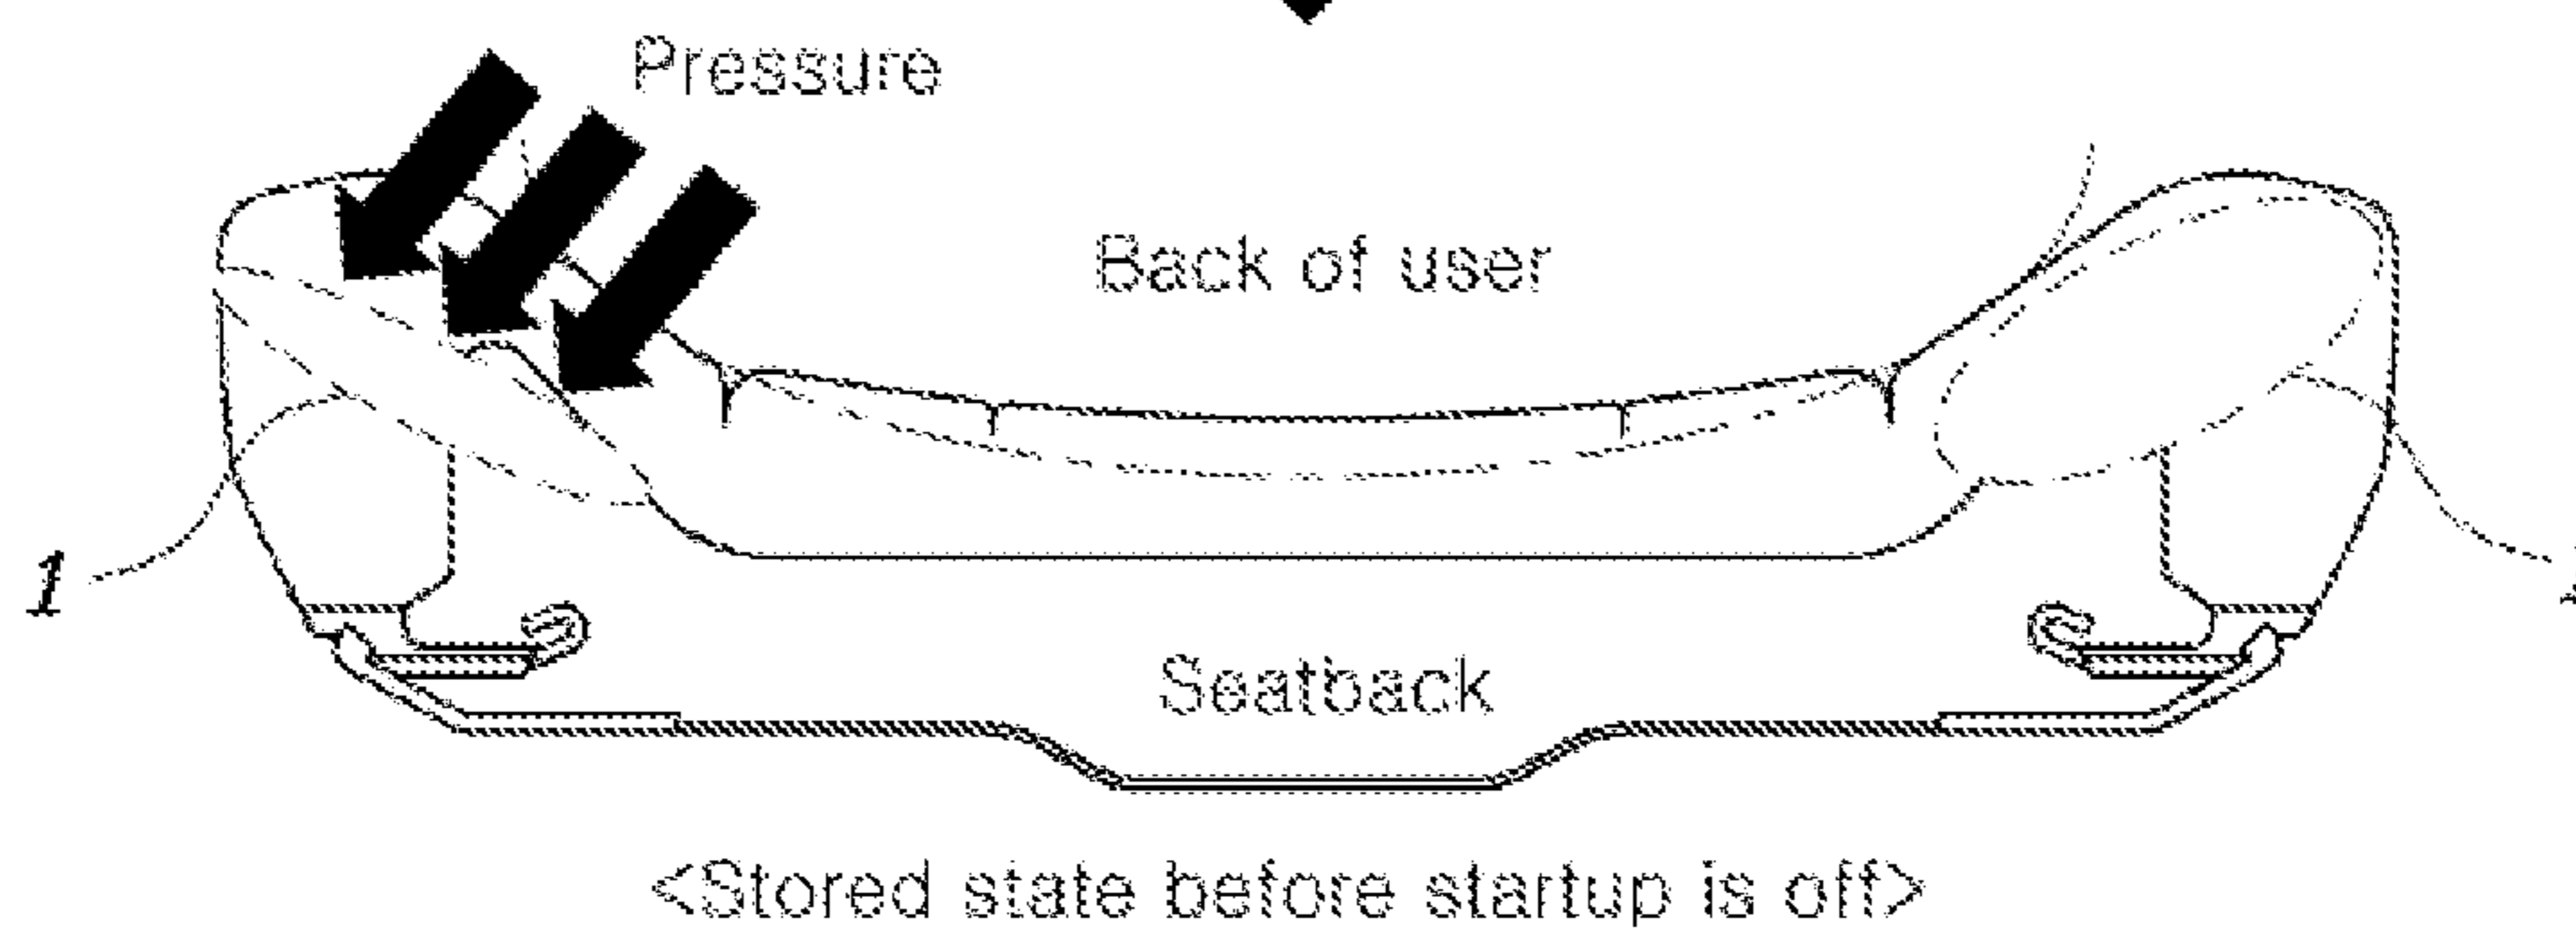 Pressure
Back of user
1
Seatback
<Stored state before startup is off>